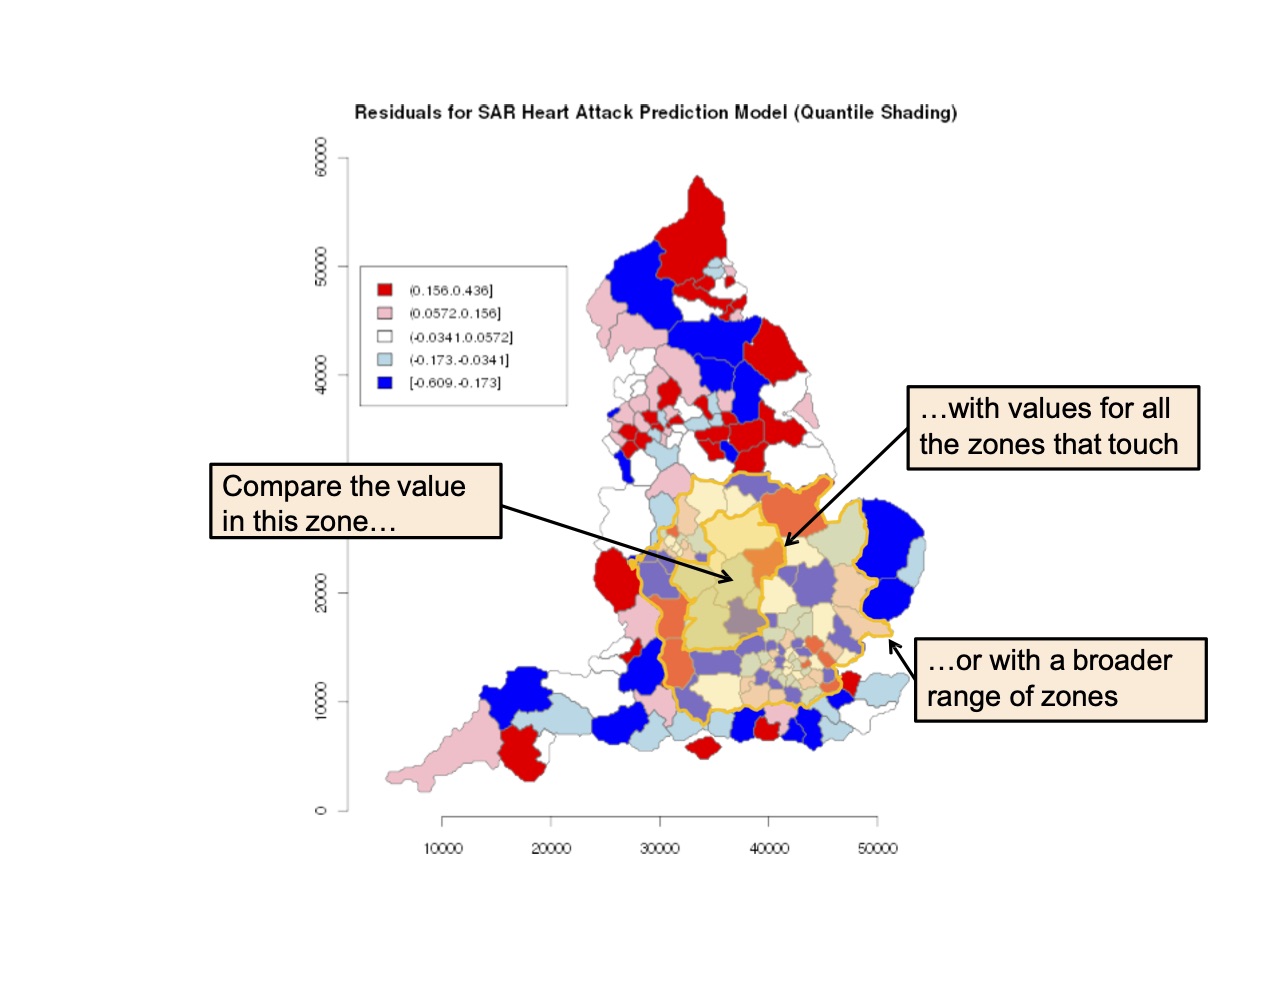 Residuals for SAR Heart Attack Prediction Model (Quantile Shading)
60000
50000
40000
20000
10000
0
(0.156,0.436]
(0.0572,0.156]
(-0.0341,0.0572]
(-0.173,-0.0341]
[-0.609,-0.173]
…with values for all
the zones that touch
Compare the value
in this zone…
…or with a broader
range of zones
10000
20000
30000
40000
50000